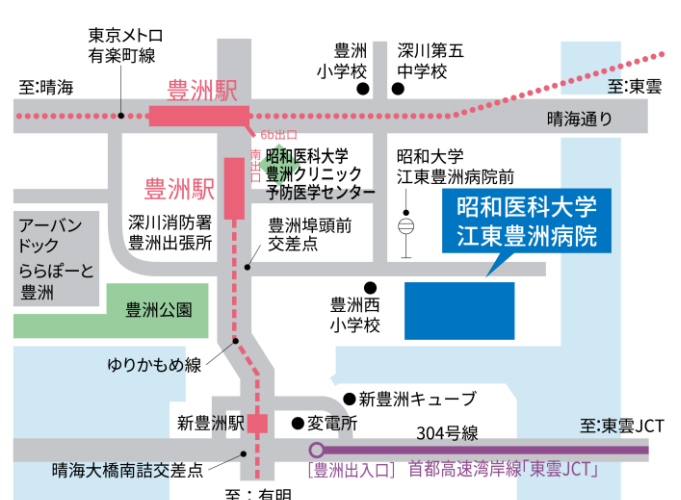 東京メトロ
有楽町線
豊洲
小学校
深川第五
中学校
至:晴海
豊洲駅
至:東雲
晴海通り
6b出口
南出口
昭和医科大学
豊洲クリニック
予防医学センター
昭和大学
江東豊洲病院前
豊洲駅
昭和医科大学
江東豊洲病院
アーバン
ドック
ららぽーと
豊洲
深川消防署
豊洲出張所
豊洲埠頭前
交差点
豊洲公園
豊洲西
小学校
ゆりかもめ線
新豊洲キューブ
新豊洲駅
変電所
304号線
至:東雲JCT
晴海大橋南詰交差点
[豊洲出入口]
首都高速湾岸線「東雲JCT」
至:有明